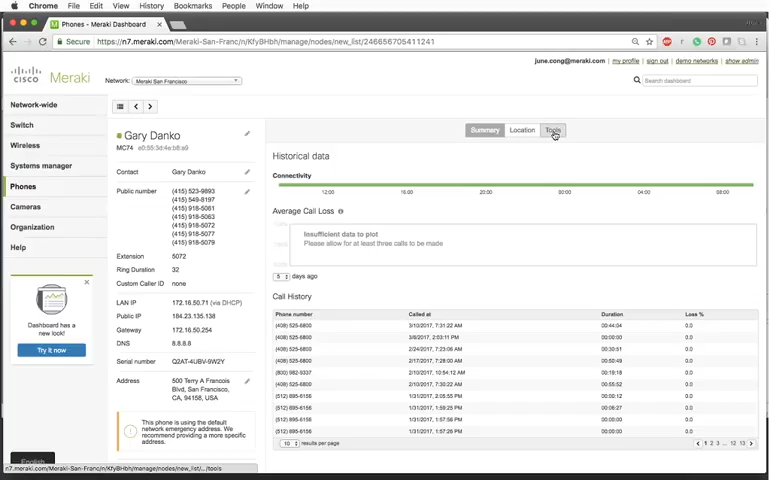 Chrome File Edit View History Bookmarks People Window Help
Phones - Meraki Dashboard
Secure https://n7.meraki.com/Meraki-San-Franc/n/KfyBHbh/manage/nodes/new_list/246656705411241
june.cong@meraki.com | my profile | sign out | demo networks | show admin
CISCO Meraki
Network: Meraki San Francisco
Search dashboard
Network-wide
Switch
Wireless
Systems manager
Phones
Cameras
Organization
Help
Dashboard has a
new look!
Try it now
English
Gary Danko
MC74 e0:55:3d:4e:b8:a9
Contact Gary Danko
Public number (415) 523-9893
(415) 549-8197
(415) 918-5061
(415) 918-5063
(415) 918-5072
(415) 918-5077
(415) 918-5079
Extension 5072
Ring Duration 32
Custom Caller ID none
LAN IP 172.16.50.71 (via DHCP)
Public IP 184.23.135.138
Gateway 172.16.50.254
DNS 8.8.8.8
Serial number Q2AT-4UBV-9W2Y
Address 500 Terry A Francois
Blvd, San Francisco,
CA, 94158, USA
This phone is using the default
network emergency address. We
recommend providing a more specific
address.
Summary Location Tools
Historical data
Connectivity
12:00 16:00 20:00 00:00 04:00 08:00
Average Call Loss
Insufficient data to plot
Please allow for at least three calls to be made
5 days ago
Call History
Phone number Called at Duration Loss %
(408) 525-6800 3/10/2017, 7:31:22 AM 00:44:04 0.0
(408) 525-6800 3/8/2017, 2:03:11 PM 00:00:00 0.0
(408) 525-6800 2/24/2017, 7:23:06 AM 00:30:51 0.0
(408) 525-6800 2/17/2017, 7:28:00 AM 00:50:49 0.0
(800) 982-9337 2/10/2017, 10:54:12 AM 00:19:18 0.0
(408) 525-6800 2/10/2017, 7:30:22 AM 00:55:52 0.0
(512) 695-6156 1/31/2017, 2:05:55 PM 00:00:12 0.0
(512) 695-6156 1/31/2017, 1:59:25 PM 00:06:27 0.0
(512) 695-6156 1/31/2017, 1:57:56 PM 00:00:00 0.0
(512) 695-6156 1/31/2017, 1:57:26 PM 00:00:00 0.0
10 results per page
1 2 3 ... 12 13
n7.meraki.com/Meraki-San-Franc/n/KfyBHbh/manage/nodes/new_list/.../tools